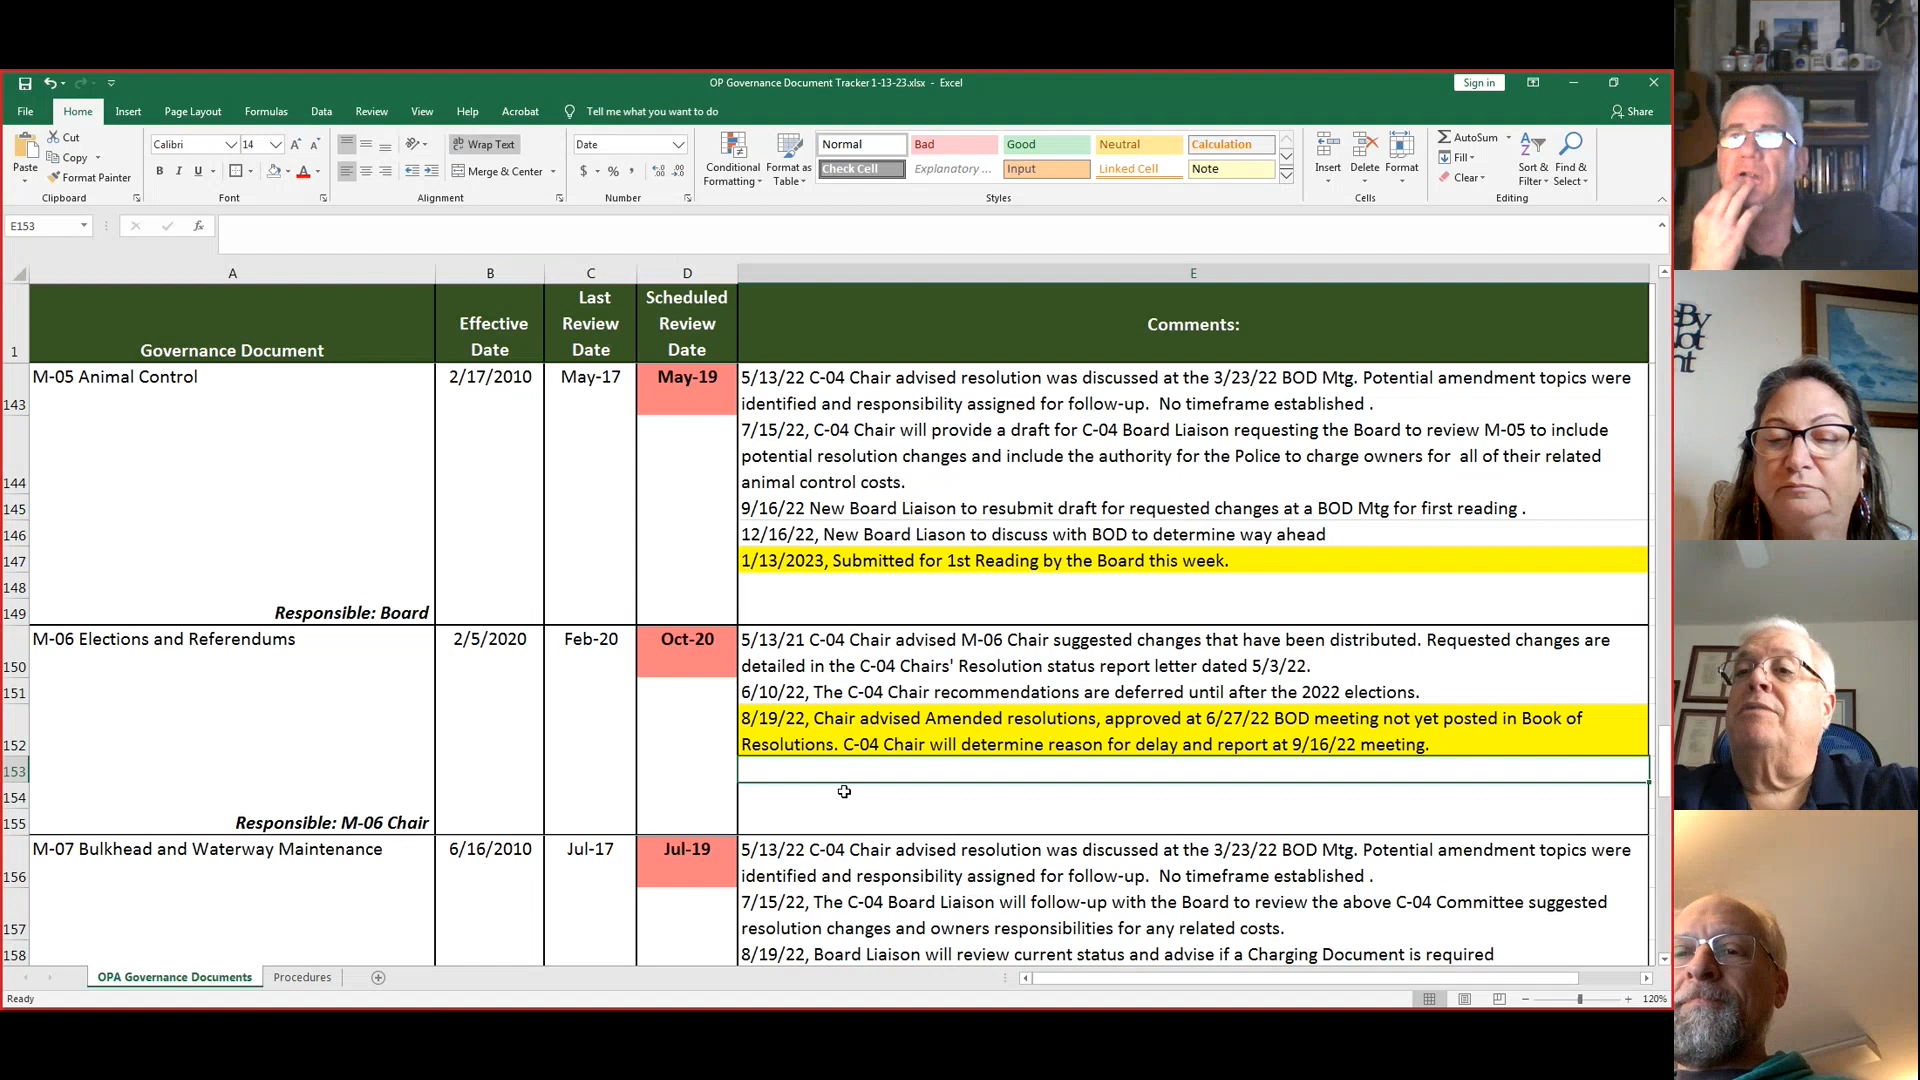 OP Governance Document Tracker 1-13-23.xlsx - Excel
Sign in
File Home Insert Page Layout Formulas Data Review View Help Acrobat Tell me what you want to do Share
Paste Cut Copy Format Painter Clipboard
Calibri 14 A A B I U A Font
ab Wrap Text Merge & Center Alignment
Date $ % , Number
Conditional Formatting Format as Table
Normal Bad Good Neutral Calculation
Check Cell Explanatory ... Input Linked Cell Note
Styles
Insert Delete Format Cells
AutoSum Fill Clear Sort & Filter Find & Select Editing
E153 fx
A B C D E
1 Governance Document Effective Date Last Review Date Scheduled Review Date Comments:
143 M-05 Animal Control 2/17/2010 May-17 May-19 5/13/22 C-04 Chair advised resolution was discussed at the 3/23/22 BOD Mtg. Potential amendment topics were
identified and responsibility assigned for follow-up. No timeframe established .
144 7/15/22, C-04 Chair will provide a draft for C-04 Board Liaison requesting the Board to review M-05 to include
potential resolution changes and include the authority for the Police to charge owners for all of their related
animal control costs.
145 9/16/22 New Board Liaison to resubmit draft for requested changes at a BOD Mtg for first reading .
146 12/16/22, New Board Liason to discuss with BOD to determine way ahead
147 1/13/2023, Submitted for 1st Reading by the Board this week.
148
149 Responsible: Board
150 M-06 Elections and Referendums 2/5/2020 Feb-20 Oct-20 5/13/21 C-04 Chair advised M-06 Chair suggested changes that have been distributed. Requested changes are
detailed in the C-04 Chairs' Resolution status report letter dated 5/3/22.
151 6/10/22, The C-04 Chair recommendations are deferred until after the 2022 elections.
152 8/19/22, Chair advised Amended resolutions, approved at 6/27/22 BOD meeting not yet posted in Book of
Resolutions. C-04 Chair will determine reason for delay and report at 9/16/22 meeting.
153
154
155 Responsible: M-06 Chair
156 M-07 Bulkhead and Waterway Maintenance 6/16/2010 Jul-17 Jul-19 5/13/22 C-04 Chair advised resolution was discussed at the 3/23/22 BOD Mtg. Potential amendment topics were
identified and responsibility assigned for follow-up. No timeframe established .
157 7/15/22, The C-04 Board Liaison will follow-up with the Board to review the above C-04 Committee suggested
resolution changes and owners responsibilities for any related costs.
158 8/19/22, Board Liaison will review current status and advise if a Charging Document is required
OPA Governance Documents Procedures
Ready 120%